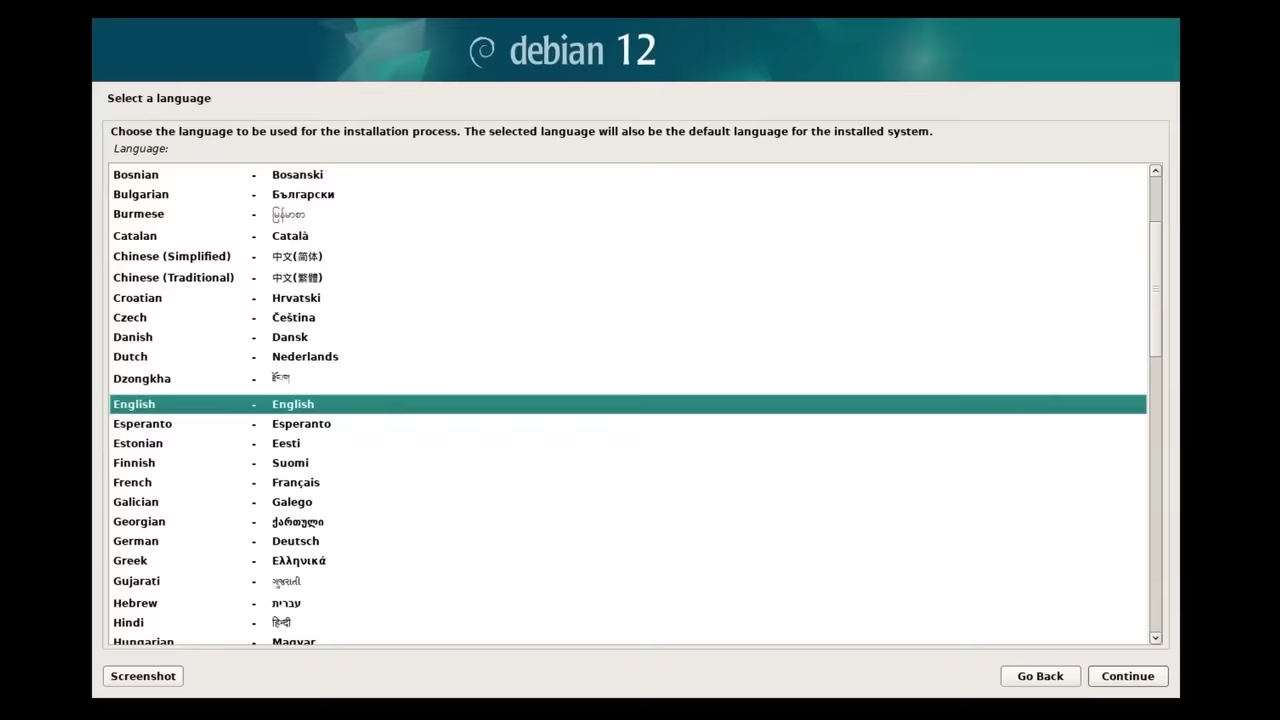 debian 12
Select a language
Choose the language to be used for the installation process. The selected language will also be the default language for the installed system.
Language:
Bosnian - Bosanski
Bulgarian - Български
Burmese - မြန်မာစာ
Catalan - Català
Chinese (Simplified) - 中文(简体)
Chinese (Traditional) - 中文(繁體)
Croatian - Hrvatski
Czech - Čeština
Danish - Dansk
Dutch - Nederlands
Dzongkha - རྫོང་ཁ།
English - English
Esperanto - Esperanto
Estonian - Eesti
Finnish - Suomi
French - Français
Galician - Galego
Georgian - ქართული
German - Deutsch
Greek - Ελληνικά
Gujarati - ગુજરાતી
Hebrew - עברית
Hindi - हिन्दी
Hungarian - Magyar
Screenshot Go Back Continue